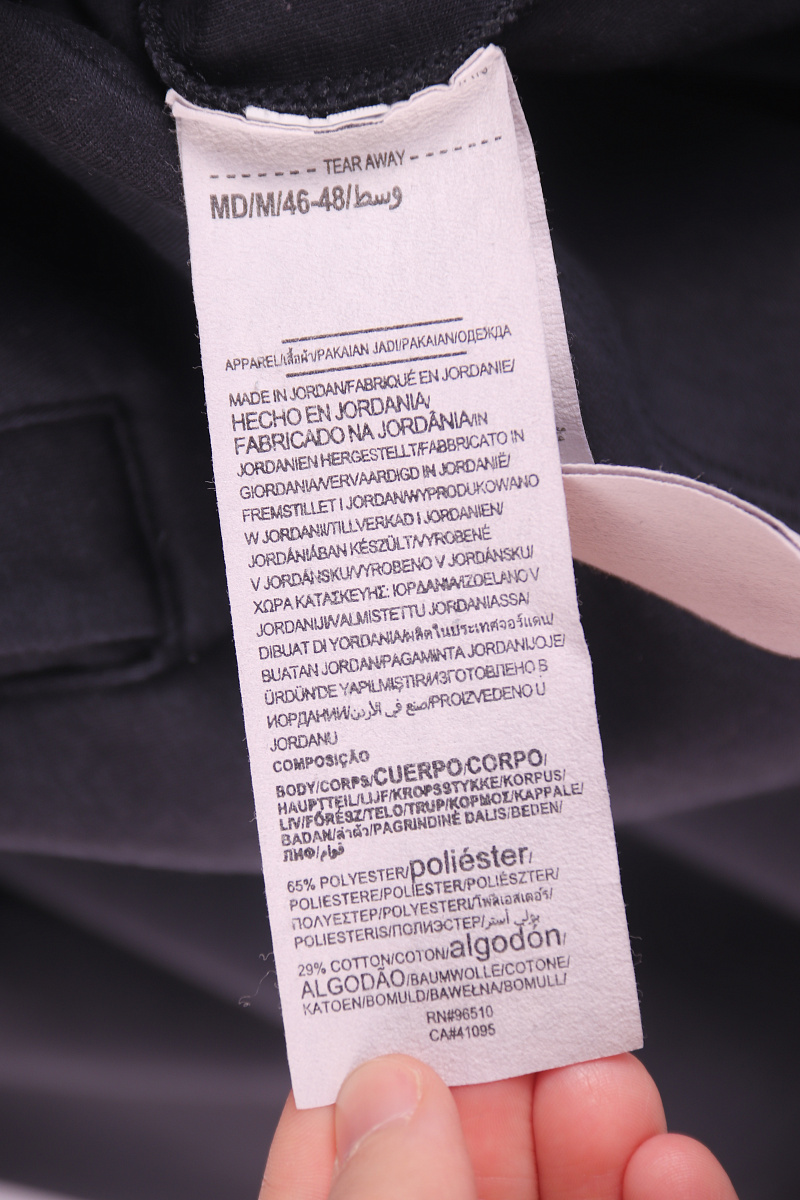 TEAR AWAY
MD/M/46-48/وسط
APPAREL/เสื้อผ้า/PAKAIAN JADI/PAKAIAN/ОДЕЖДА
MADE IN JORDAN/FABRIQUÉ EN JORDANIE/
HECHO EN JORDANIA/
FABRICADO NA JORDÂNIA/IN
JORDANIEN HERGESTELLT/FABBRICATO IN
GIORDANIA/VERVAARDIGD IN JORDANIË/
FREMSTILLET I JORDAN/WYPRODUKOWANO
W JORDANII/TILLVERKAD I JORDANIEN/
JORDÁNIÁBAN KÉSZÜLT/VYROBENÉ
V JORDÁNSKU/VYROBENO V JORDÁNSKU/
ΧΩΡΑ ΚΑΤΑΣΚΕΥΗΣ: ΙΟΡΔΑΝΙΑ/IZDELANO V
JORDANIJI/VALMISTETTU JORDANIASSA/
DIBUAT DI YORDANIA/ผลิตในประเทศจอร์แดน/
BUATAN JORDAN/PAGAMINTA JORDANIJOJE/
ÜRDÜN'DE YAPILMIŞTIR/ИЗГОТОВЛЕНО В
ИОРДАНИИ/صنع في الأردن/PROIZVEDENO U
JORDANU
COMPOSIÇÃO
BODY/CORPS/CUERPO/CORPO/
HAUPTTEIL/LIJF/KROPSSTYKKE/KORPUS/
LIV/FŐRÉSZ/TELO/TRUP/ΚΟΡΜΟΣ/KAPPALE/
BADAN/ลำตัว/PAGRINDINĖ DALIS/BEDEN/
ЛИФ/قوام/
65% POLYESTER/poliéster/
POLIESTERE/POLİESTER/POLIÉSZTER/
ΠΟΛΥΕΣΤΕΡ/POLYESTERI/โพลีเอสเตอร์/
POLIESTERIS/ПОЛИЭСТЕР/بولي أستر/
29% COTTON/COTON/algodón/
ALGODÃO/BAUMWOLLE/COTONE/
KATOEN/BOMULD/BAWEŁNA/BOMULL/
RN#96510
CA#41095